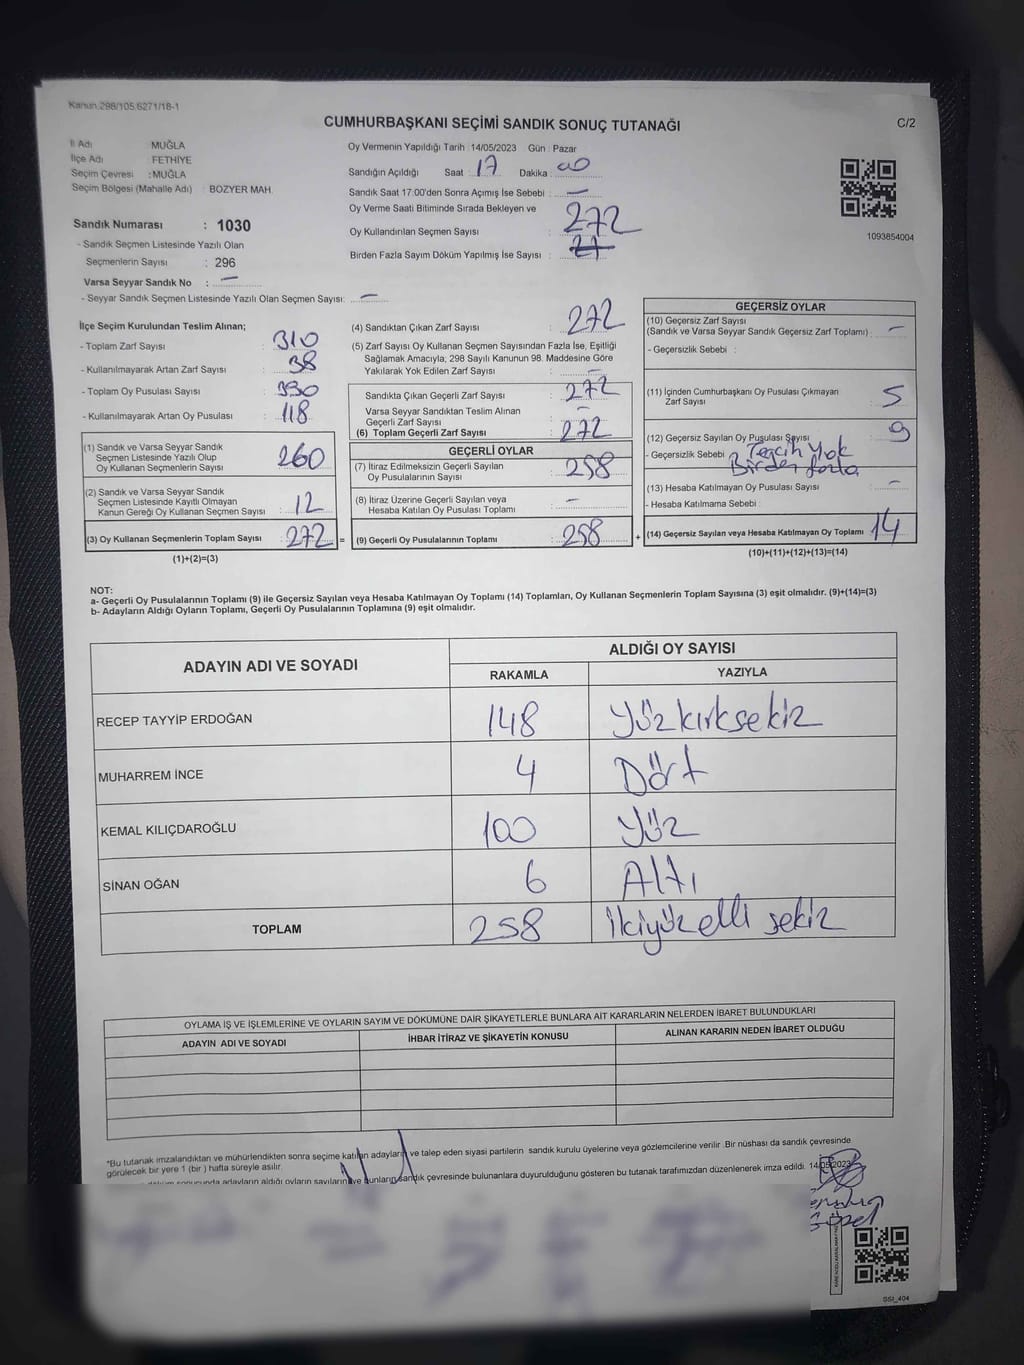 Kanun.298/105.6271/18-1
C/2
CUMHURBAŞKANI SEÇİMİ SANDIK SONUÇ TUTANAĞI
İl Adı : MUĞLA
İlçe Adı : FETHİYE
Seçim Çevresi : MUĞLA
Seçim Bölgesi (Mahalle Adı) : BOZYER MAH.
Sandık Numarası : 1030
- Sandık Seçmen Listesinde Yazılı Olan
Seçmenlerin Sayısı : 296
Varsa Seyyar Sandık No : —
- Seyyar Sandık Seçmen Listesinde Yazılı Olan Seçmen Sayısı: —
Oy Vermenin Yapıldığı Tarih : 14/05/2023 Gün : Pazar
Sandığın Açıldığı Saat : 17 Dakika : 00
Sandık Saat 17:00'den Sonra Açımış İse Sebebi : —
Oy Verme Saati Bitiminde Sırada Bekleyen ve
Oy Kullandırılan Seçmen Sayısı : 272
Birden Fazla Sayım Döküm Yapılmış İse Sayısı :
1093854004
İlçe Seçim Kurulundan Teslim Alınan;
- Toplam Zarf Sayısı : 310
- Kullanılmayarak Artan Zarf Sayısı : 38
- Toplam Oy Pusulası Sayısı : 390
- Kullanılmayarak Artan Oy Pusulası : 118
(1) Sandık ve Varsa Seyyar Sandık
Seçmen Listesinde Yazılı Olup
Oy Kullanan Seçmenlerin Sayısı : 260
(2) Sandık ve Varsa Seyyar Sandık
Seçmen Listesinde Kayıtlı Olmayan
Kanun Gereği Oy Kullanan Seçmen Sayısı : 12
(3) Oy Kullanan Seçmenlerin Toplam Sayısı : 272 =
(1)+(2)=(3)
(4) Sandıktan Çıkan Zarf Sayısı : 272
(5) Zarf Sayısı Oy Kullanan Seçmen Sayısından Fazla İse, Eşitliği
Sağlamak Amacıyla; 298 Sayılı Kanunun 98. Maddesine Göre
Yakılarak Yok Edilen Zarf Sayısı : —
Sandıkta Çıkan Geçerli Zarf Sayısı : 272
Varsa Seyyar Sandıktan Teslim Alınan
Geçerli Zarf Sayısı : —
(6) Toplam Geçerli Zarf Sayısı : 272
GEÇERLİ OYLAR
(7) İtiraz Edilmeksizin Geçerli Sayılan
Oy Pusulalarının Sayısı : 258
(8) İtiraz Üzerine Geçerli Sayılan veya
Hesaba Katılan Oy Pusulası Toplamı : —
(9) Geçerli Oy Pusulalarının Toplamı : 258 +
GEÇERSİZ OYLAR
(10) Geçersiz Zarf Sayısı
(Sandık ve Varsa Seyyar Sandık Geçersiz Zarf Toplamı) : —
- Geçersizlik Sebebi :
(11) İçinden Cumhurbaşkanı Oy Pusulası Çıkmayan
Zarf Sayısı : 5
(12) Geçersiz Sayılan Oy Pusulası Sayısı : 9
- Geçersizlik Sebebi : Tercih Yok
Birden fazla
(13) Hesaba Katılmayan Oy Pusulası Sayısı : —
- Hesaba Katılmama Sebebi :
(14) Geçersiz Sayılan veya Hesaba Katılmayan Oy Toplamı : 14
(10)+(11)+(12)+(13)=(14)
NOT:
a- Geçerli Oy Pusulalarının Toplamı (9) ile Geçersiz Sayılan veya Hesaba Katılmayan Oy Toplamı (14) Toplamları, Oy Kullanan Seçmenlerin Toplam Sayısına (3) eşit olmalıdır. (9)+(14)=(3)
b- Adayların Aldığı Oyların Toplamı, Geçerli Oy Pusulalarının Toplamına (9) eşit olmalıdır.
ADAYIN ADI VE SOYADI
ALDIĞI OY SAYISI
RAKAMLA YAZIYLA
RECEP TAYYİP ERDOĞAN 148 Yüzkırksekiz
MUHARREM İNCE 4 Dört
KEMAL KILIÇDAROĞLU 100 Yüz
SİNAN OĞAN 6 Altı
TOPLAM 258 İkiyüzelli sekiz
OYLAMA İŞ VE İŞLEMLERİNE VE OYLARIN SAYIM VE DÖKÜMÜNE DAİR ŞİKAYETLERLE BUNLARA AİT KARARLARIN NELERDEN İBARET BULUNDUKLARI
ADAYIN ADI VE SOYADI İHBAR İTİRAZ VE ŞİKAYETİN KONUSU ALINAN KARARIN NEDEN İBARET OLDUĞU
*Bu tutanak imzalandıktan ve mühürlendikten sonra seçime katılan adayların ve talep eden siyasi partilerin sandık kurulu üyelerine veya gözlemcilerine verilir. Bir nüshası da sandık çevresinde
görülecek bir yere 1 (bir) hafta süreyle asılır.
sonucunda adayların aldığı oyların sayıların ve bunların sandık çevresinde bulunanlara duyurulduğunu gösteren bu tutanak tarafımızdan düzenlenerek imza edildi. 14/05/2023
SSI_404